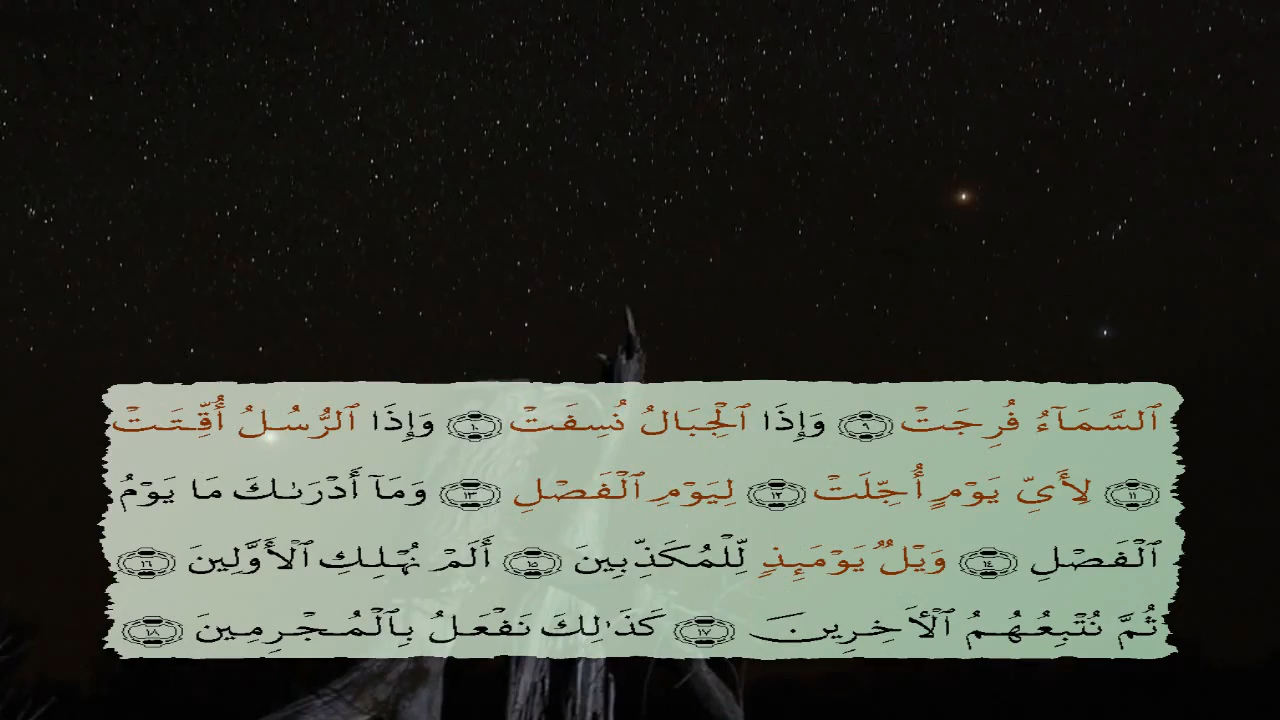 ٱلسَّمَآءُ فُرِجَتْ ٩ وَإِذَا ٱلْجِبَالُ نُسِفَتْ ١٠ وَإِذَا ٱلرُّسُلُ أُقِّتَتْ
١١ لِأَيِّ يَوْمٍ أُجِّلَتْ ١٢ لِيَوْمِ ٱلْفَصْلِ ١٣ وَمَآ أَدْرَىٰكَ مَا يَوْمُ
ٱلْفَصْلِ ١٤ وَيْلٌ يَوْمَئِذٍ لِّلْمُكَذِّبِينَ ١٥ أَلَمْ نُهْلِكِ ٱلْأَوَّلِينَ ١٦
ثُمَّ نُتْبِعُهُمُ ٱلْأَخِرِينَ ١٧ كَذَٰلِكَ نَفْعَلُ بِٱلْمُجْرِمِينَ ١٨